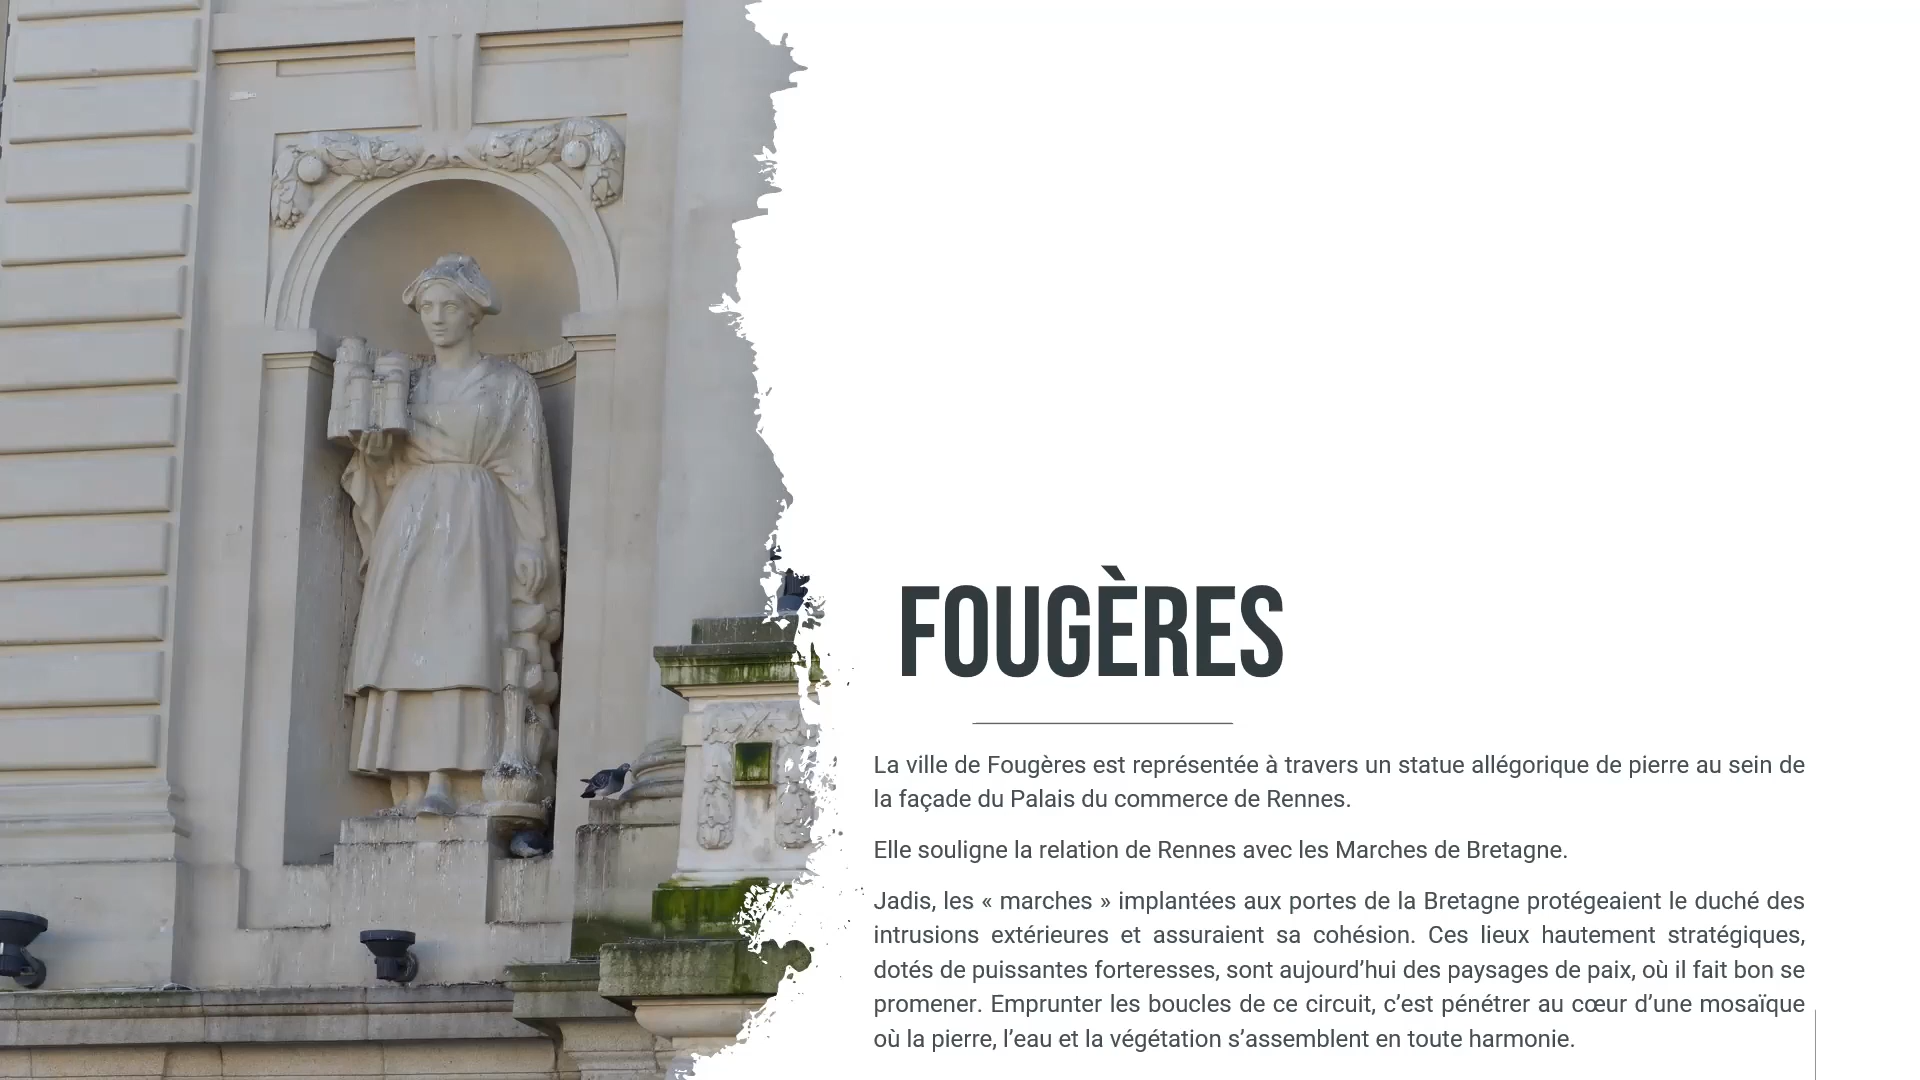 FOUGÈRES
La ville de Fougères est représentée à travers un statue allégorique de pierre au sein de
la façade du Palais du commerce de Rennes.
Elle souligne la relation de Rennes avec les Marches de Bretagne.
Jadis, les « marches » implantées aux portes de la Bretagne protégeaient le duché des
intrusions extérieures et assuraient sa cohésion. Ces lieux hautement stratégiques,
dotés de puissantes forteresses, sont aujourd’hui des paysages de paix, où il fait bon se
promener. Emprunter les boucles de ce circuit, c’est pénétrer au cœur d’une mosaïque
où la pierre, l’eau et la végétation s’assemblent en toute harmonie.